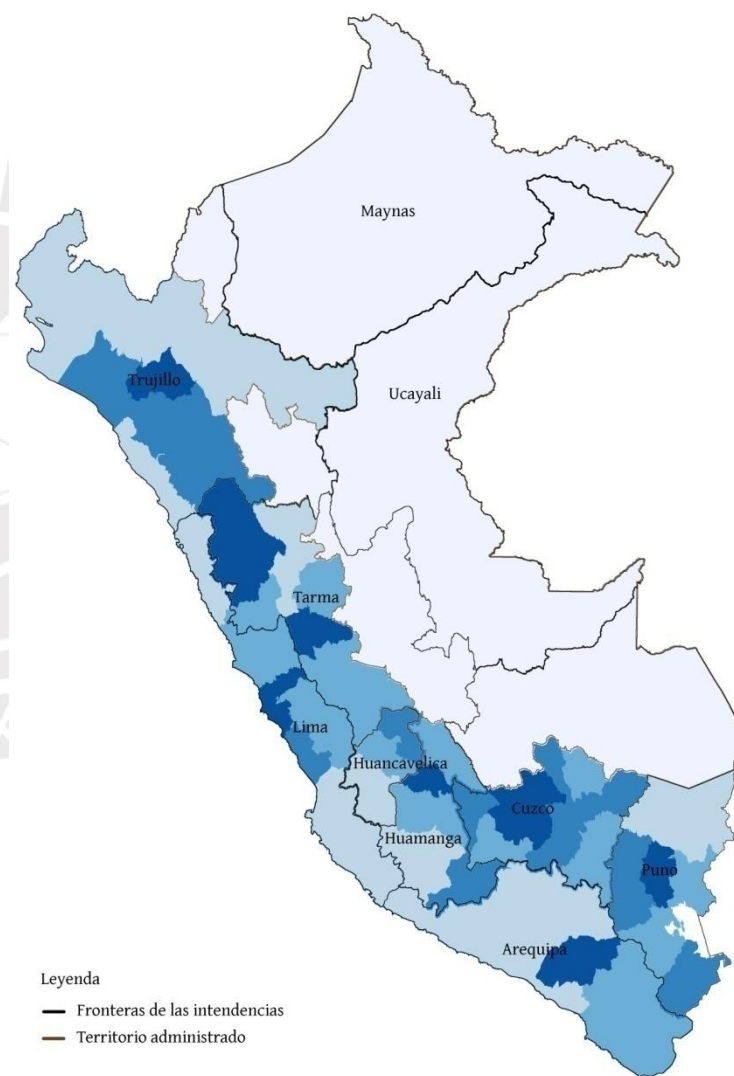 Maynas
Ucayali
Trujillo
Tarma
Lima
Huancavelica
Cuzco
Huamanga
Puno
Arequipa
Leyenda
Fronteras de las intendencias
Territorio administrado